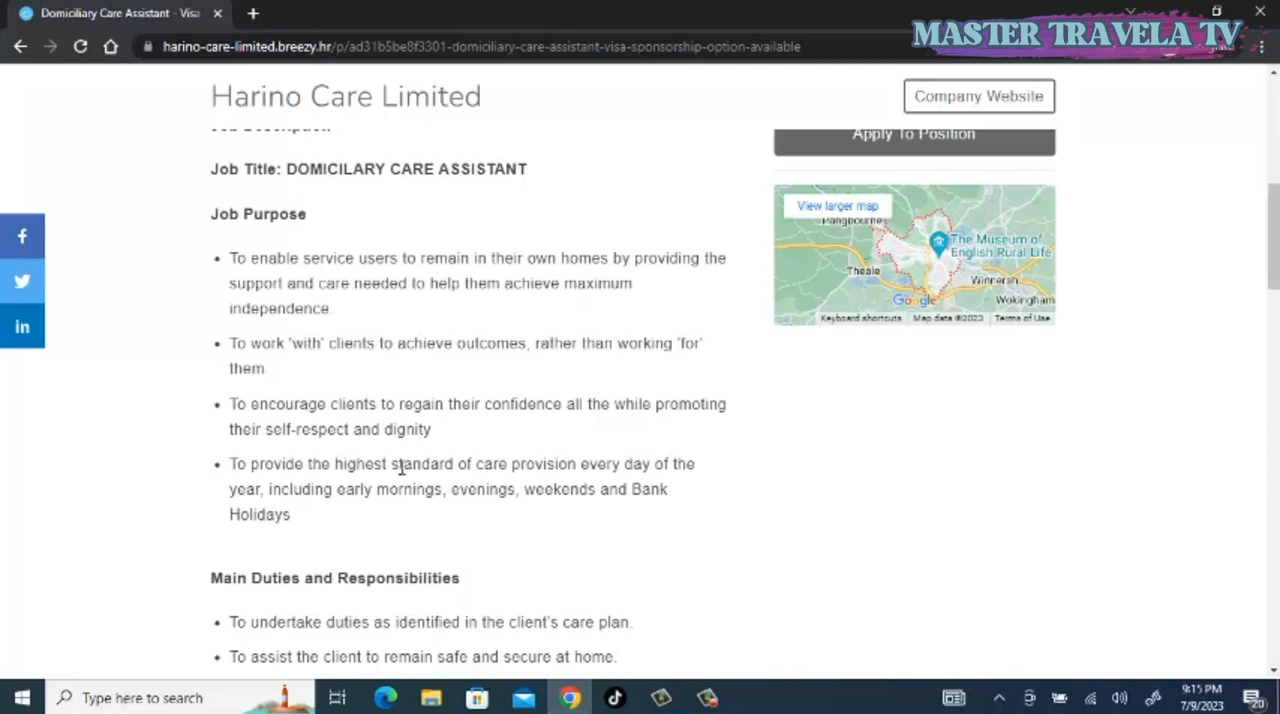 Domiciliary Care Assistant - Visa
MASTER TRAVELA TV
harino-care-limited.breezy.hr/p/ad31b5be8f3301-domiciliary-care-assistant-visa-sponsorship-option-available
Harino Care Limited
Company Website
Job Description
Apply To Position
Job Title: DOMICILARY CARE ASSISTANT
Job Purpose
• To enable service users to remain in their own homes by providing the
support and care needed to help them achieve maximum
independence.
• To work 'with' clients to achieve outcomes, rather than working 'for'
them.
• To encourage clients to regain their confidence all the while promoting
their self-respect and dignity
• To provide the highest standard of care provision every day of the
year, including early mornings, evenings, weekends and Bank
Holidays
Main Duties and Responsibilities
• To undertake duties as identified in the client's care plan.
• To assist the client to remain safe and secure at home.
View larger map
Pangbourne
The Museum of
English Rural Life
Theale
Winnersh
Wokingham
Google
Keyboard shortcuts Map data ©2023 Terms of Use
f
in
Type here to search
9:15 PM
7/9/2023
20